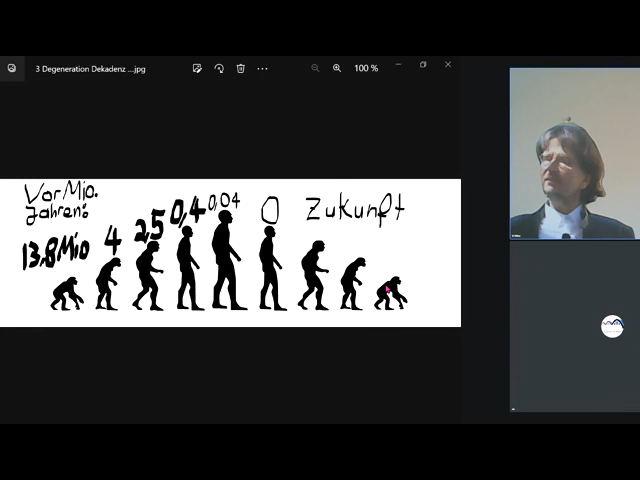 3 Degeneration Dekadenz ...jpg
100 %
Vor Mio.
Jahren:
13,8Mio 4 2,5 0,4 0,04 0 Zukunft